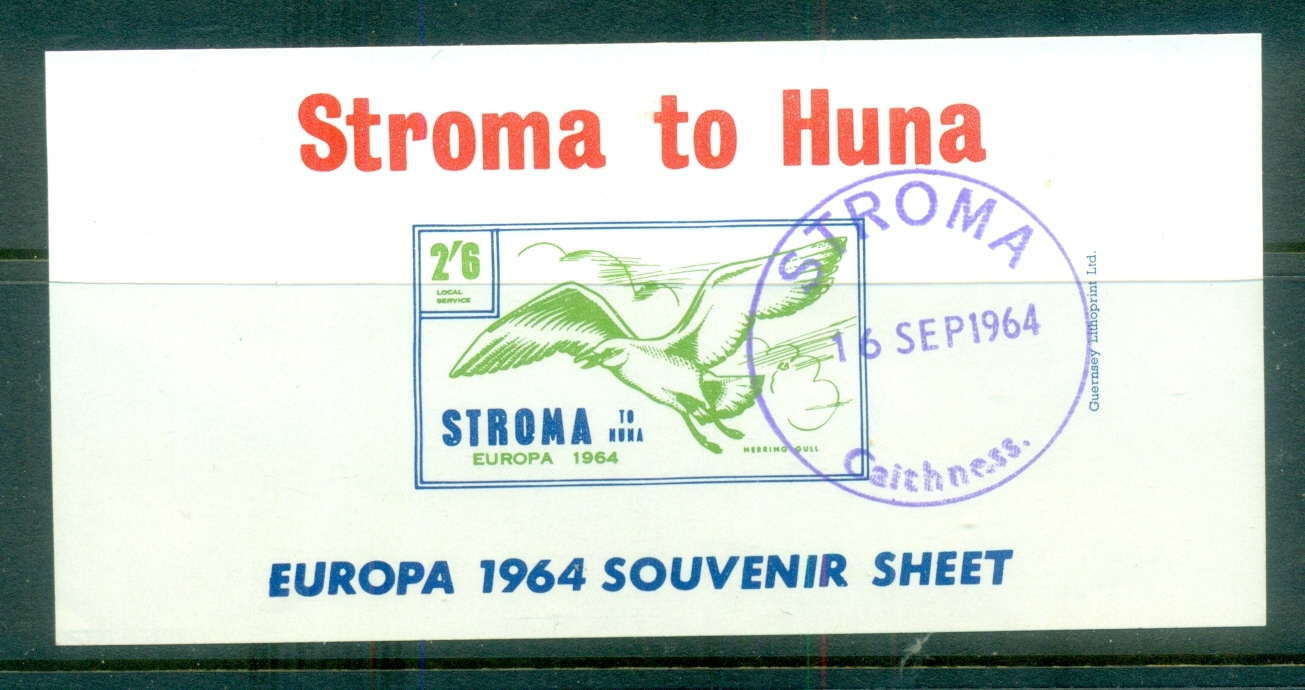 Stroma to Huna
2'6
LOCAL
SERVICE
STROMA TO HUNA
EUROPA 1964
HERRING GULL
STROMA
16 SEP 1964
Caithness.
Guernsey Lithoprint Ltd.
EUROPA 1964 SOUVENIR SHEET